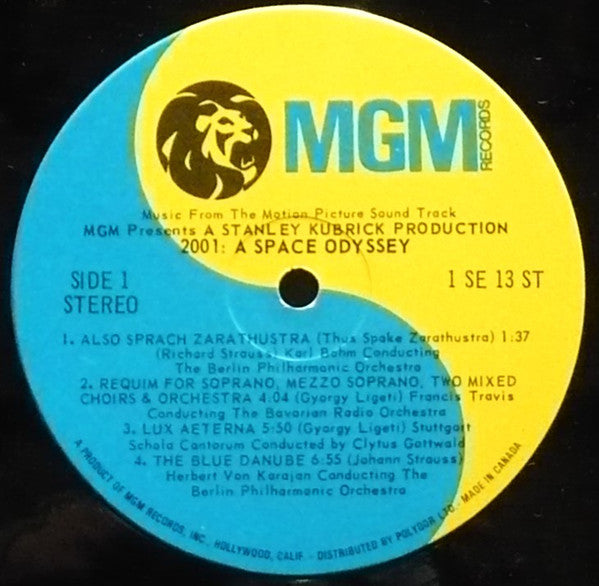 MGM RECORDS
Music From The Motion Picture Sound Track
MGM Presents A STANLEY KUBRICK PRODUCTION
2001: A SPACE ODYSSEY
SIDE 1
STEREO
1 SE 13 ST
1. ALSO SPRACH ZARATHUSTRA (Thus Spake Zarathustra) 1:37
(Richard Strauss) Karl Bohm Conducting
The Berlin Philharmonic Orchestra
2. REQUIM FOR SOPRANO, MEZZO SOPRANO, TWO MIXED
CHOIRS & ORCHESTRA 4:04 (Gyorgy Ligeti) Francis Travis
Conducting The Bavarian Radio Orchestra
3. LUX AETERNA 5:50 (Gyorgy Ligeti) Stuttgart
Schola Cantorum Conducted by Clytus Gottwald
4. THE BLUE DANUBE 6:55 (Johann Strauss)
Herbert Von Karajan Conducting The
Berlin Philharmonic Orchestra
A PRODUCT OF MGM RECORDS, INC., HOLLYWOOD, CALIF. - DISTRIBUTED BY POLYDOR LTD. - MADE IN CANADA